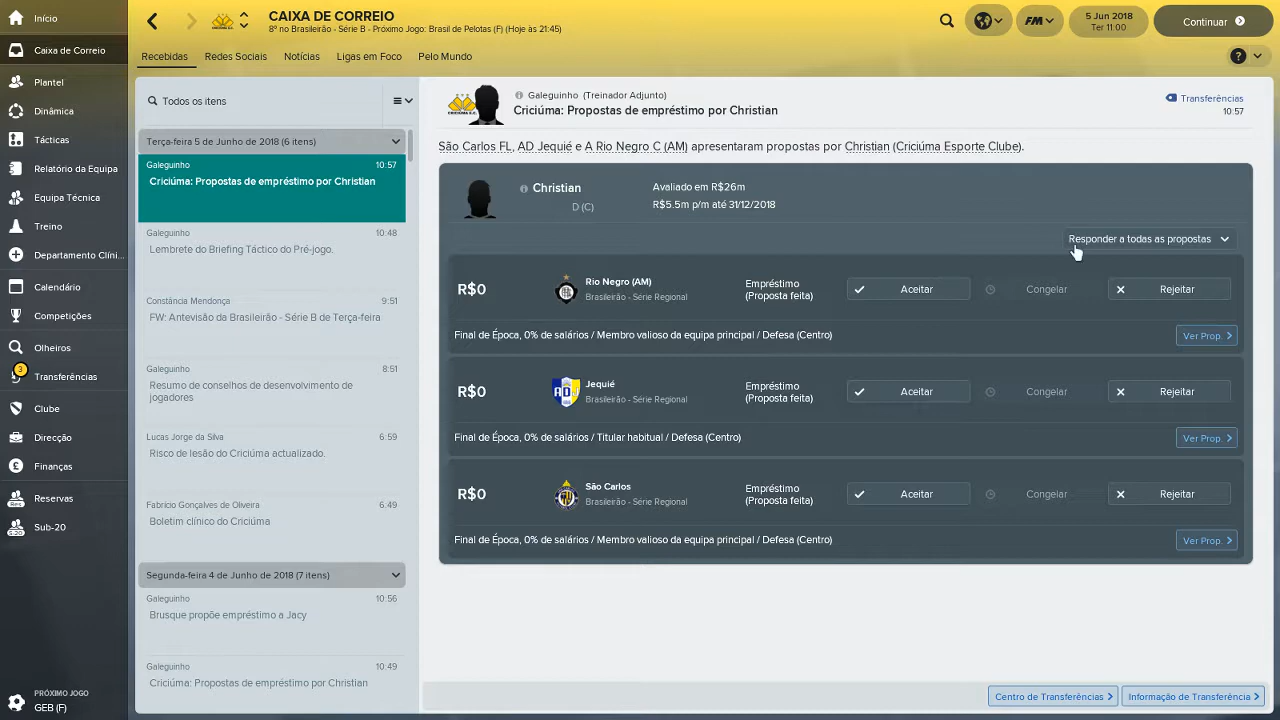 Início
CAIXA DE CORREIO
8º no Brasileirão - Série B - Próximo Jogo: Brasil de Pelotas (F) (Hoje às 21:45)
FM
5 Jun 2018
Ter 11:00
Continuar
Caixa de Correio
Plantel
Dinâmica
Tácticas
Relatório da Equipa
Equipa Técnica
Treino
Departamento Clíni...
Calendário
Competições
Olheiros
3
Transferências
Clube
Direcção
Finanças
Reservas
Sub-20
PRÓXIMO JOGO
GEB (F)
Recebidas
Redes Sociais
Notícias
Ligas em Foco
Pelo Mundo
?
Todos os itens
Terça-feira 5 de Junho de 2018 (6 itens)
Galeguinho 10:57
Criciúma: Propostas de empréstimo por Christian
Galeguinho 10:48
Lembrete do Briefing Táctico do Pré-jogo.
Constância Mendonça 9:51
FW: Antevisão da Brasileirão - Série B de Terça-feira
Galeguinho 8:51
Resumo de conselhos de desenvolvimento de
jogadores
Lucas Jorge da Silva 6:59
Risco de lesão do Criciúma actualizado.
Fabrício Gonçalves de Oliveira 6:49
Boletim clínico do Criciúma
Segunda-feira 4 de Junho de 2018 (7 itens)
Galeguinho 10:56
Brusque propõe empréstimo a Jacy
Galeguinho 10:49
Criciúma: Propostas de empréstimo por Christian
Galeguinho (Treinador Adjunto)
Criciúma: Propostas de empréstimo por Christian
Transferências
10:57
São Carlos FL, AD Jequié e A Rio Negro C (AM) apresentaram propostas por Christian (Criciúma Esporte Clube).
Christian
D (C)
Avaliado em R$26m
R$5.5m p/m até 31/12/2018
Responder a todas as propostas
R$0
Rio Negro (AM)
Brasileirão - Série Regional
Empréstimo
(Proposta feita)
Aceitar
Congelar
Rejeitar
Final de Época, 0% de salários / Membro valioso da equipa principal / Defesa (Centro)
Ver Prop.
R$0
Jequié
Brasileirão - Série Regional
Empréstimo
(Proposta feita)
Aceitar
Congelar
Rejeitar
Final de Época, 0% de salários / Titular habitual / Defesa (Centro)
Ver Prop.
R$0
São Carlos
Brasileirão - Série Regional
Empréstimo
(Proposta feita)
Aceitar
Congelar
Rejeitar
Final de Época, 0% de salários / Membro valioso da equipa principal / Defesa (Centro)
Ver Prop.
Centro de Transferências
Informação de Transferência